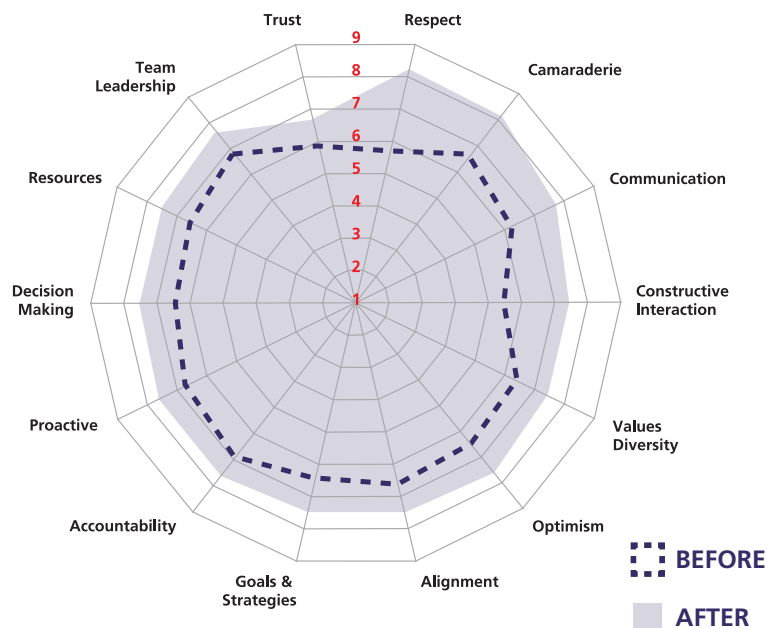 Trust
Respect
9
Team
Leadership
8
Camaraderie
7
6
Resources
5
Communication
4
3
2
Decision
Making
1
Constructive
Interaction
Proactive
Values
Diversity
Accountability
Optimism
Goals &
Strategies
Alignment
BEFORE
AFTER